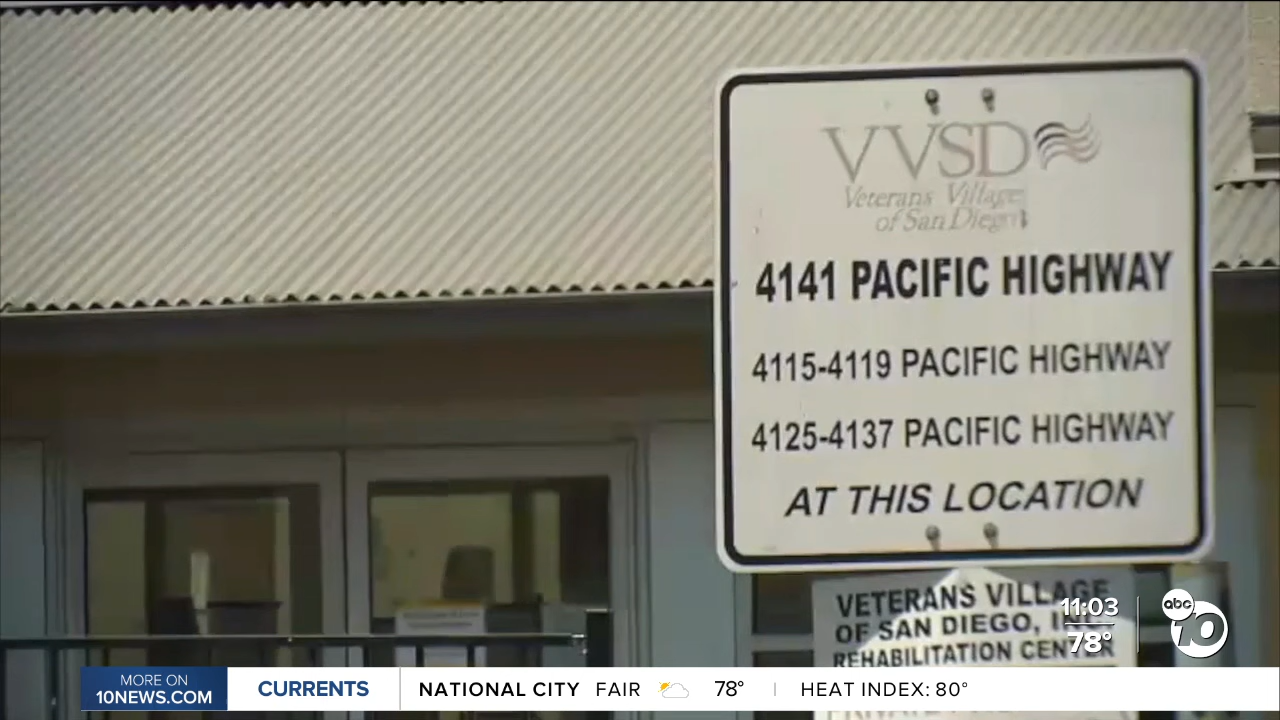 VVSD
Veterans Village
of San Diego
4141 PACIFIC HIGHWAY
4115-4119 PACIFIC HIGHWAY
4125-4137 PACIFIC HIGHWAY
AT THIS LOCATION
VETERANS VILLAGE
OF SAN DIEGO, INC.
REHABILITATION CENTER
11:03
78°
abc
10
MORE ON
10NEWS.COM
CURRENTS
NATIONAL CITY FAIR 78° HEAT INDEX: 80°